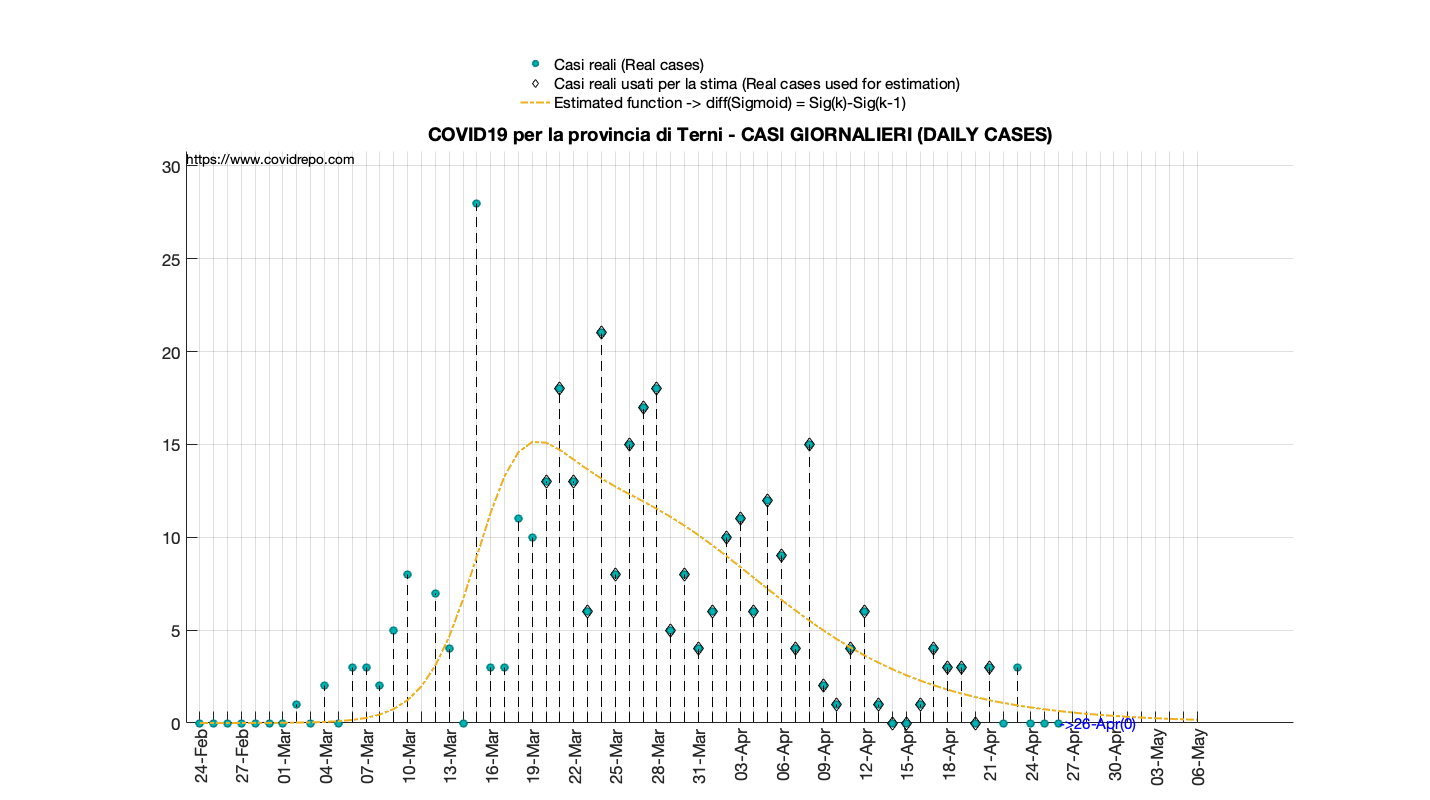 Casi reali (Real cases)
Casi reali usati per la stima (Real cases used for estimation)
Estimated function -> diff(Sigmoid) = Sig(k)-Sig(k-1)
COVID19 per la provincia di Terni - CASI GIORNALIERI (DAILY CASES)
https://www.covidrepo.com
30
25
20
15
10
5
0
->26-Apr(0)
24-Feb
27-Feb
01-Mar
04-Mar
07-Mar
10-Mar
13-Mar
16-Mar
19-Mar
22-Mar
25-Mar
28-Mar
31-Mar
03-Apr
06-Apr
09-Apr
12-Apr
15-Apr
18-Apr
21-Apr
24-Apr
27-Apr
30-Apr
03-May
06-May